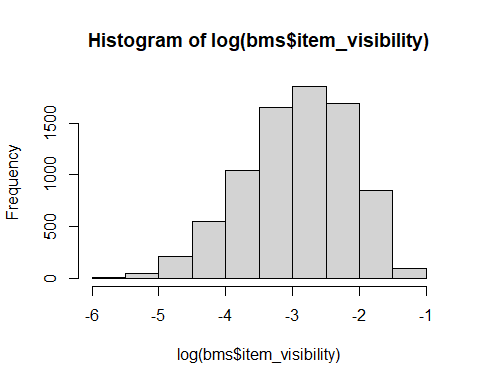 Histogram of log(bms$item_visibility)
Frequency
1500
1000
500
0
-6 -5 -4 -3 -2 -1
log(bms$item_visibility)